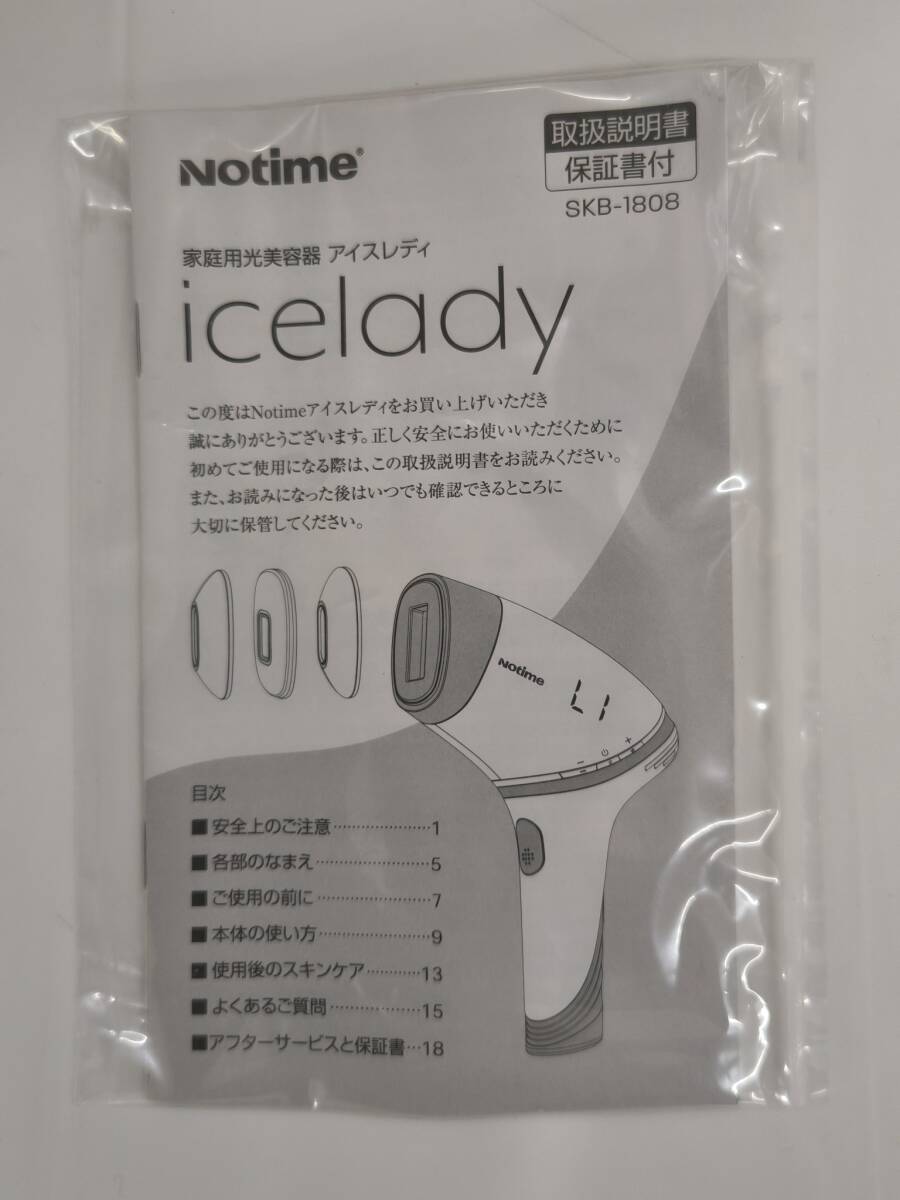 Notime®
取扱説明書
保証書付
SKB-1808
家庭用光美容器 アイスレディ
icelady
この度はNotimeアイスレディをお買い上げいただき
誠にありがとうございます。正しく安全にお使いいただくために
初めてご使用になる際は、この取扱説明書をお読みください。
また、お読みになった後はいつでも確認できるところに
大切に保管してください。
Notime
L1
目次
■ 安全上のご注意…………………1
■ 各部のなまえ……………………5
■ ご使用の前に……………………7
■ 本体の使い方……………………9
■ 使用後のスキンケア…………13
■ よくあるご質問………………15
■アフターサービスと保証書…18